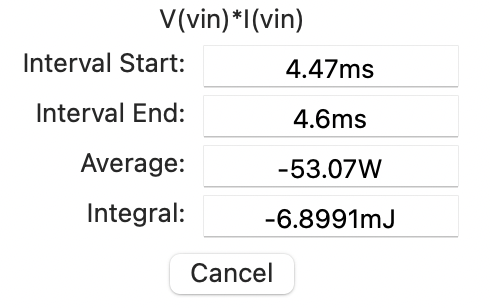 V(vin)*I(vin)
Interval Start: 4.47ms
Interval End: 4.6ms
Average: -53.07W
Integral: -6.8991mJ
Cancel